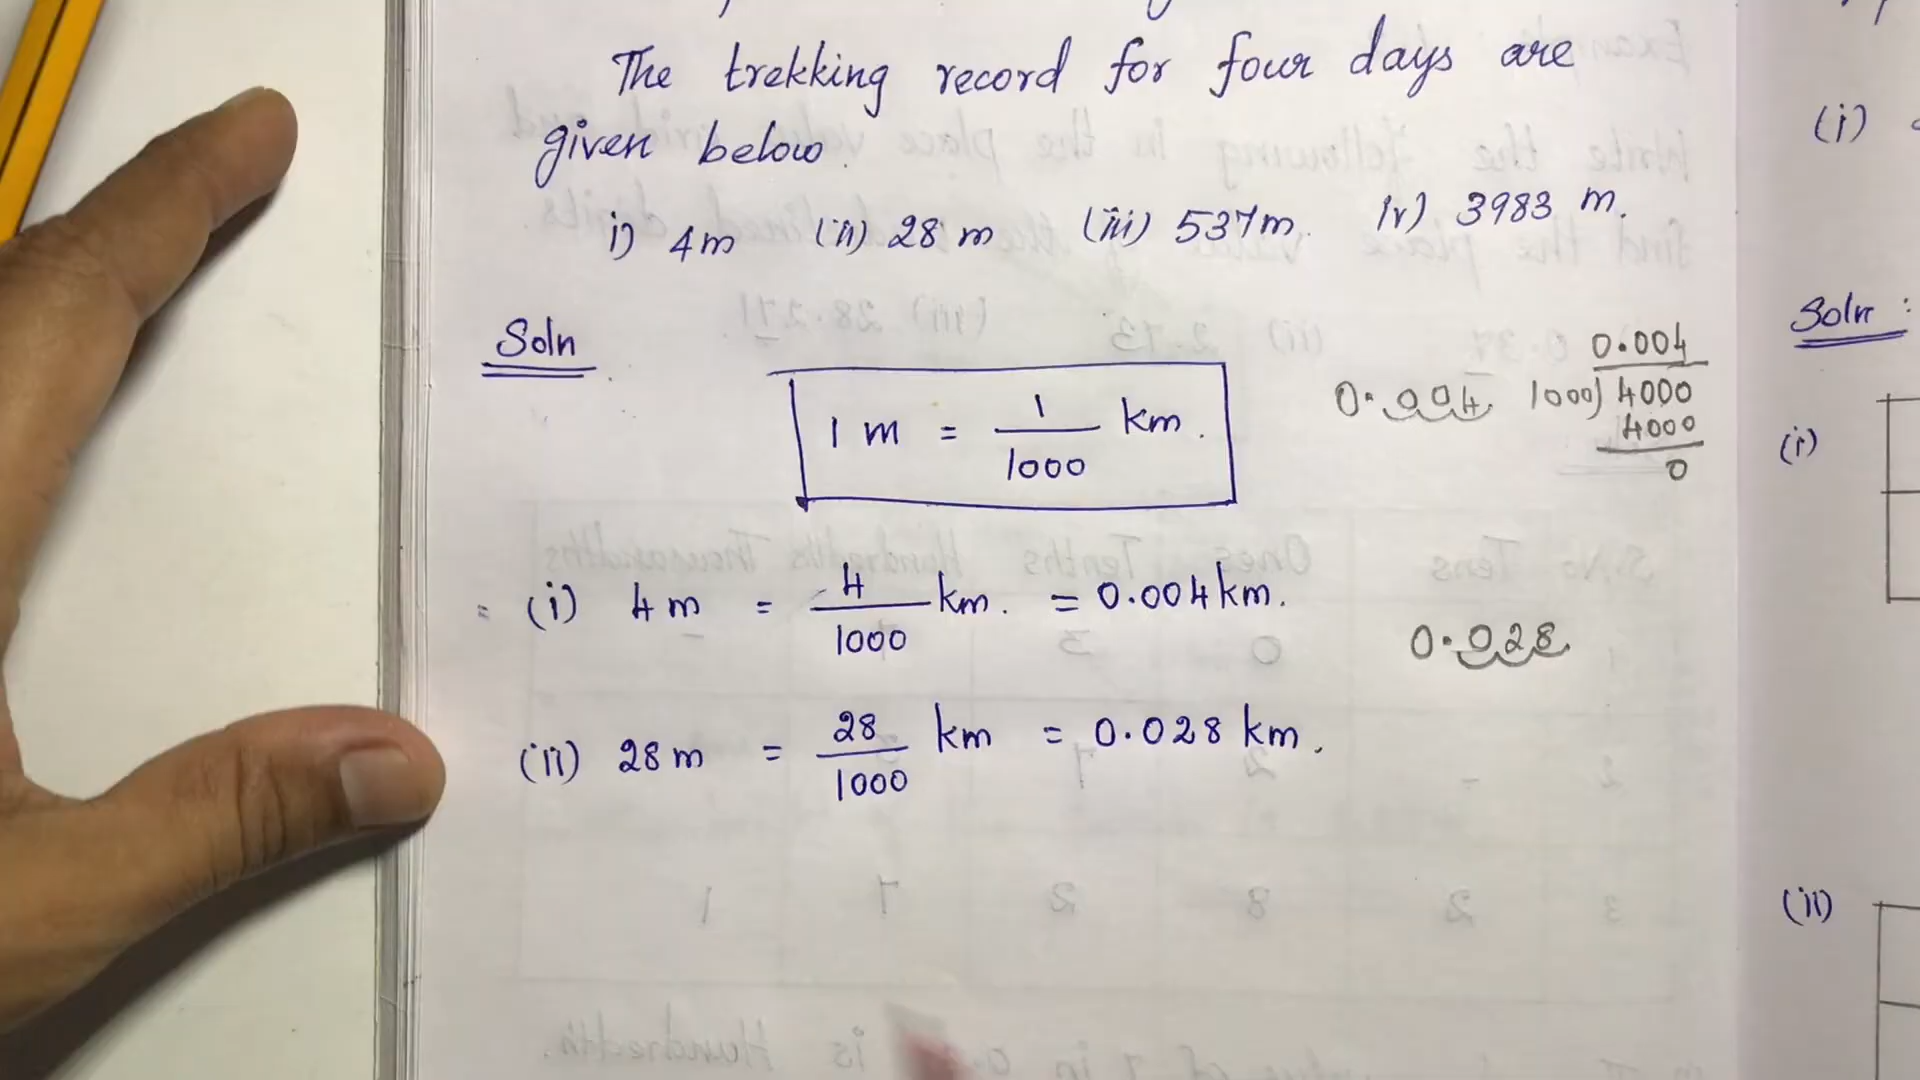 The trekking record for four days are
given below.
i) 4m (ii) 28 m (iii) 537m. iv) 3983 m.
Soln
1 m = 1/1000 km.
0.004
0.004 1000) 4000
4000
0
= (i) 4m = 4/1000 km. = 0.004 km.
0.028
(ii) 28m = 28/1000 km = 0.028 km.
(i)
Soln :
(i)
(ii)